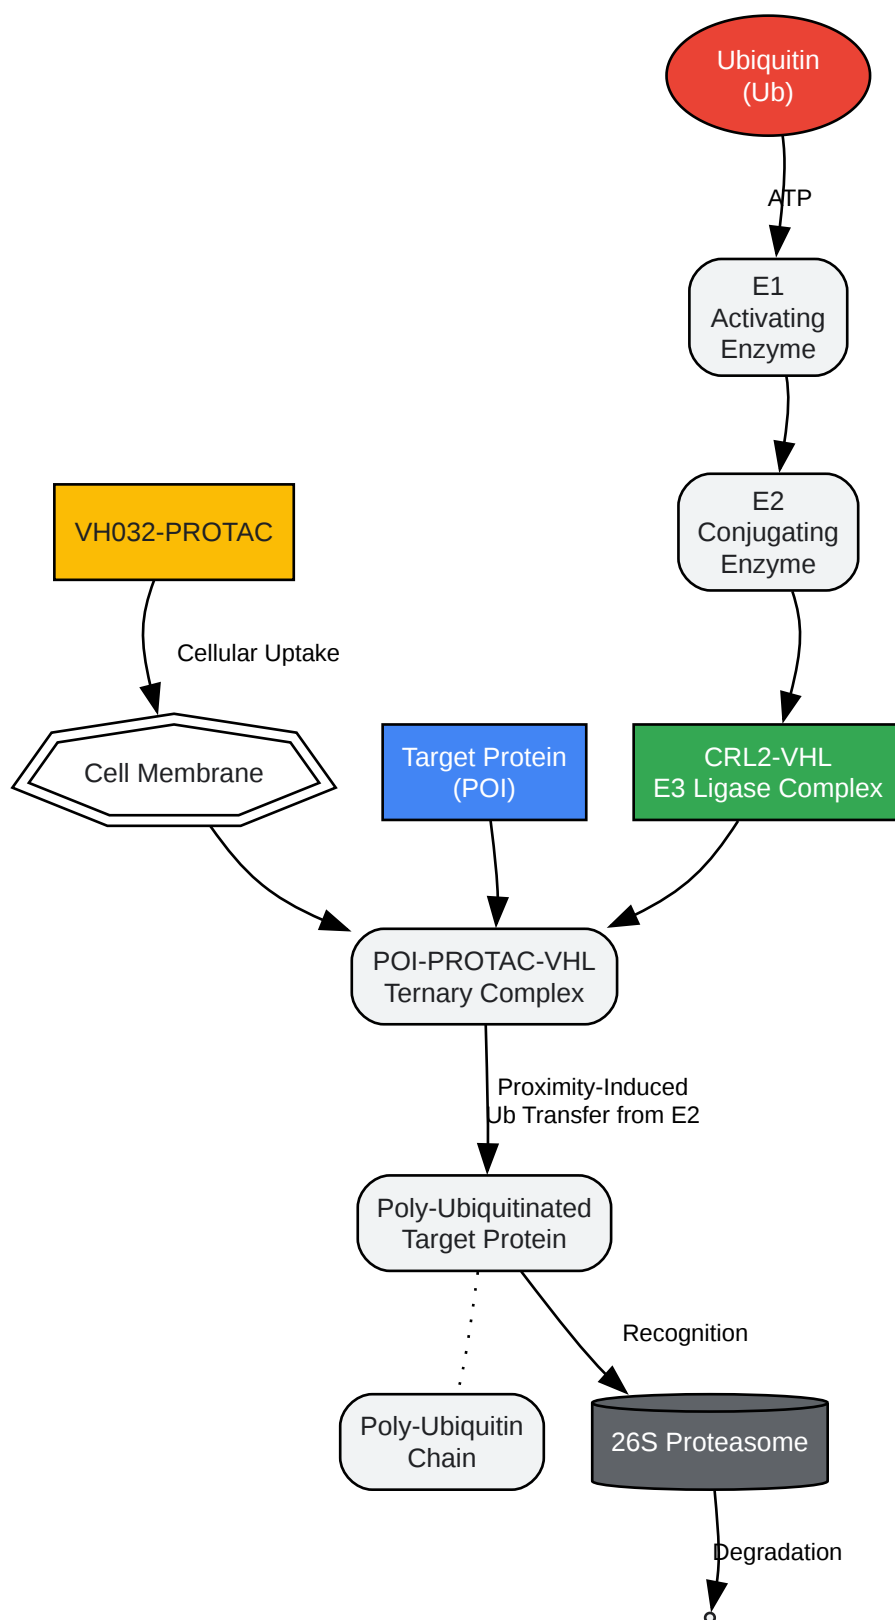 Ubiquitin
(Ub)
ATP
E1
Activating
Enzyme
E2
Conjugating
Enzyme
VH032-PROTAC
Cellular Uptake
Cell Membrane
Target Protein
(POI)
CRL2-VHL
E3 Ligase Complex
POI-PROTAC-VHL
Ternary Complex
Proximity-Induced
Ub Transfer from E2
Poly-Ubiquitinated
Target Protein
Recognition
Poly-Ubiquitin
Chain
26S Proteasome
Degradation